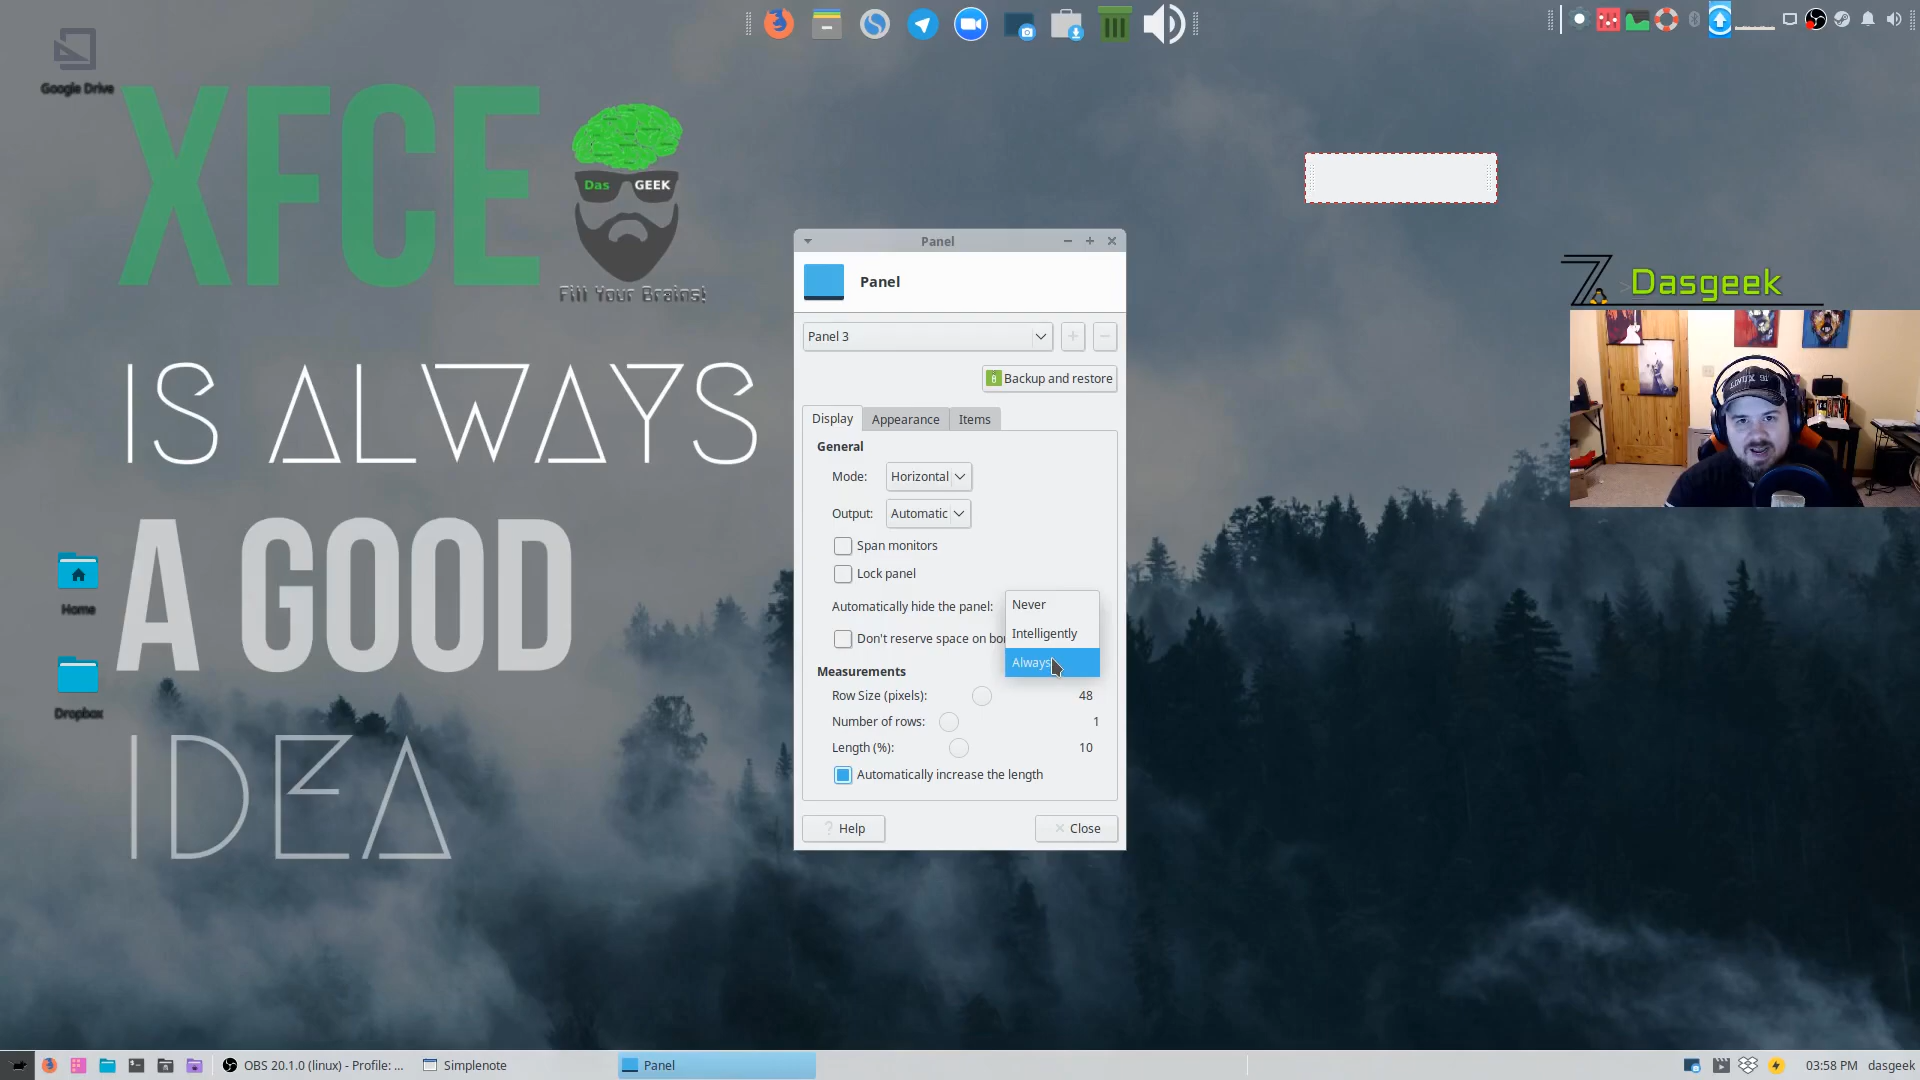 Google Drive
XFCE
Das GEEK
Fill Your Brains!
IS ALWAYS
A GOOD
IDEA
Home
Dropbox
>Dasgeek
Panel
Panel
Panel 3
Backup and restore
Display
Appearance
Items
General
Mode:
Horizontal
Output:
Automatic
Span monitors
Lock panel
Automatically hide the panel:
Never
Intelligently
Always
Don't reserve space on bor
Measurements
Row Size (pixels):
48
Number of rows:
1
Length (%):
10
Automatically increase the length
Help
Close
OBS 20.1.0 (linux) - Profile: ...
Simplenote
Panel
03:58 PM
dasgeek